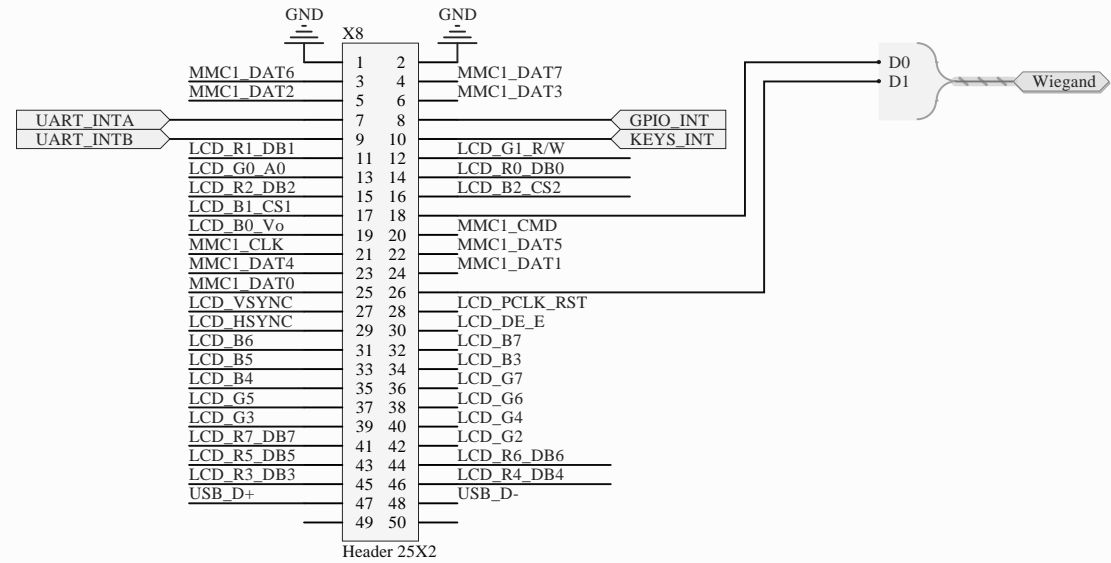 GND GND
X8
1 2
MMC1_DAT6 3 4 MMC1_DAT7
MMC1_DAT2 5 6 MMC1_DAT3
UART_INTA 7 8 GPIO_INT
UART_INTB 9 10 KEYS_INT
LCD_R1_DB1 11 12 LCD_G1_R/W
LCD_G0_A0 13 14 LCD_R0_DB0
LCD_R2_DB2 15 16 LCD_B2_CS2
LCD_B1_CS1 17 18
LCD_B0_Vo 19 20 MMC1_CMD
MMC1_CLK 21 22 MMC1_DAT5
MMC1_DAT4 23 24 MMC1_DAT1
MMC1_DAT0 25 26
LCD_VSYNC 27 28 LCD_PCLK_RST
LCD_HSYNC 29 30 LCD_DE_E
LCD_B6 31 32 LCD_B7
LCD_B5 33 34 LCD_B3
LCD_B4 35 36 LCD_G7
LCD_G5 37 38 LCD_G6
LCD_G3 39 40 LCD_G4
LCD_R7_DB7 41 42 LCD_G2
LCD_R5_DB5 43 44 LCD_R6_DB6
LCD_R3_DB3 45 46 LCD_R4_DB4
USB_D+ 47 48 USB_D-
49 50
Header 25X2
D0
D1 Wiegand